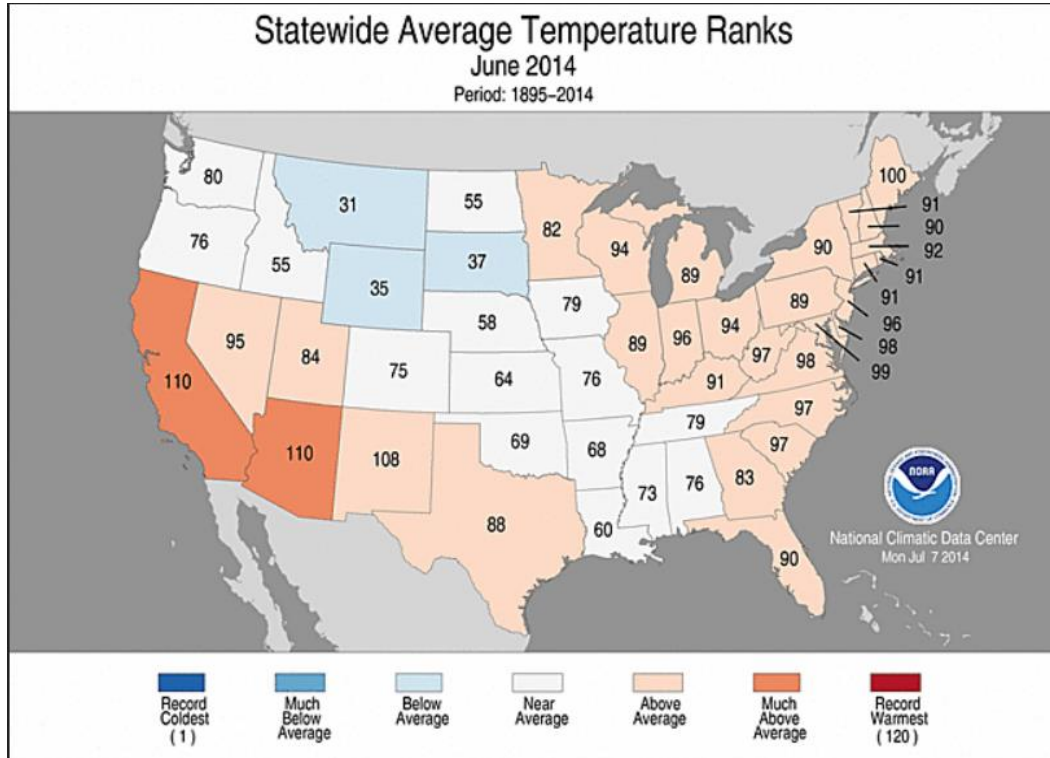 Statewide Average Temperature Ranks
June 2014
Period: 1895-2014
80
31
55
82
100
91
90
92
91
91
96
98
99
76
55
35
37
94
89
90
89
79
58
95
84
75
64
76
89
96
94
97
98
91
110
110
108
69
68
79
97
97
83
88
60
73
76
90
NOAA
National Climatic Data Center
Mon Jul 7 2014
Record
Coldest
(1)
Much
Below
Average
Below
Average
Near
Average
Above
Average
Much
Above
Average
Record
Warmest
(120)